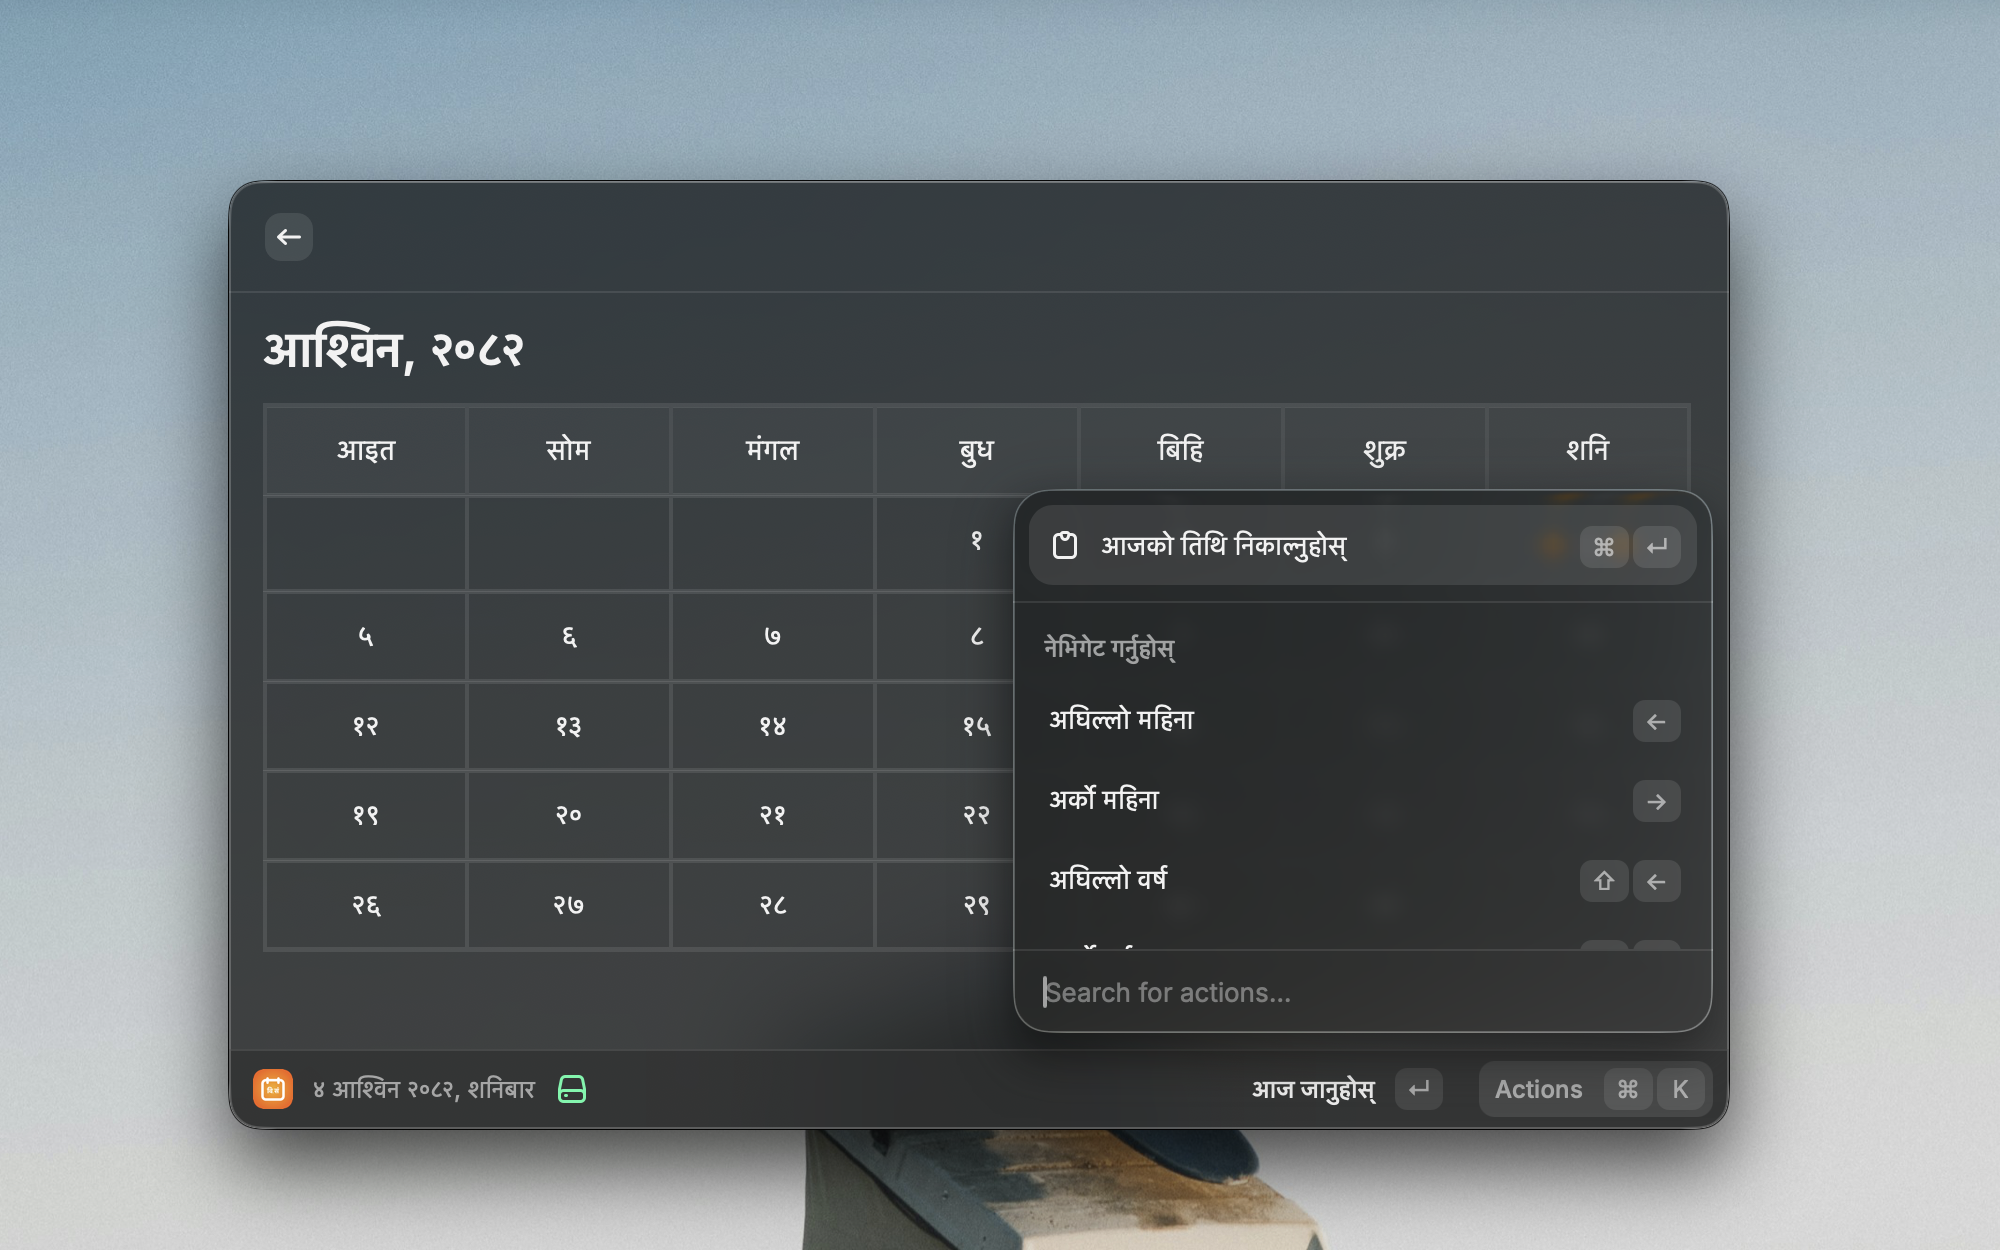 आश्विन, २०८२
आइत सोम मंगल बुध बिहि शुक्र शनि
१
५ ६ ७ ८
१२ १३ १४ १५
१९ २० २१ २२
२६ २७ २८ २९
आजको तिथि निकाल्नुहोस् ⌘ ↵
नेभिगेट गर्नुहोस्
अघिल्लो महिना ←
अर्को महिना →
अघिल्लो वर्ष ⇧ ←
Search for actions...
४ आश्विन २०८२, शनिबार
आज जानुहोस् ↵ Actions ⌘ K